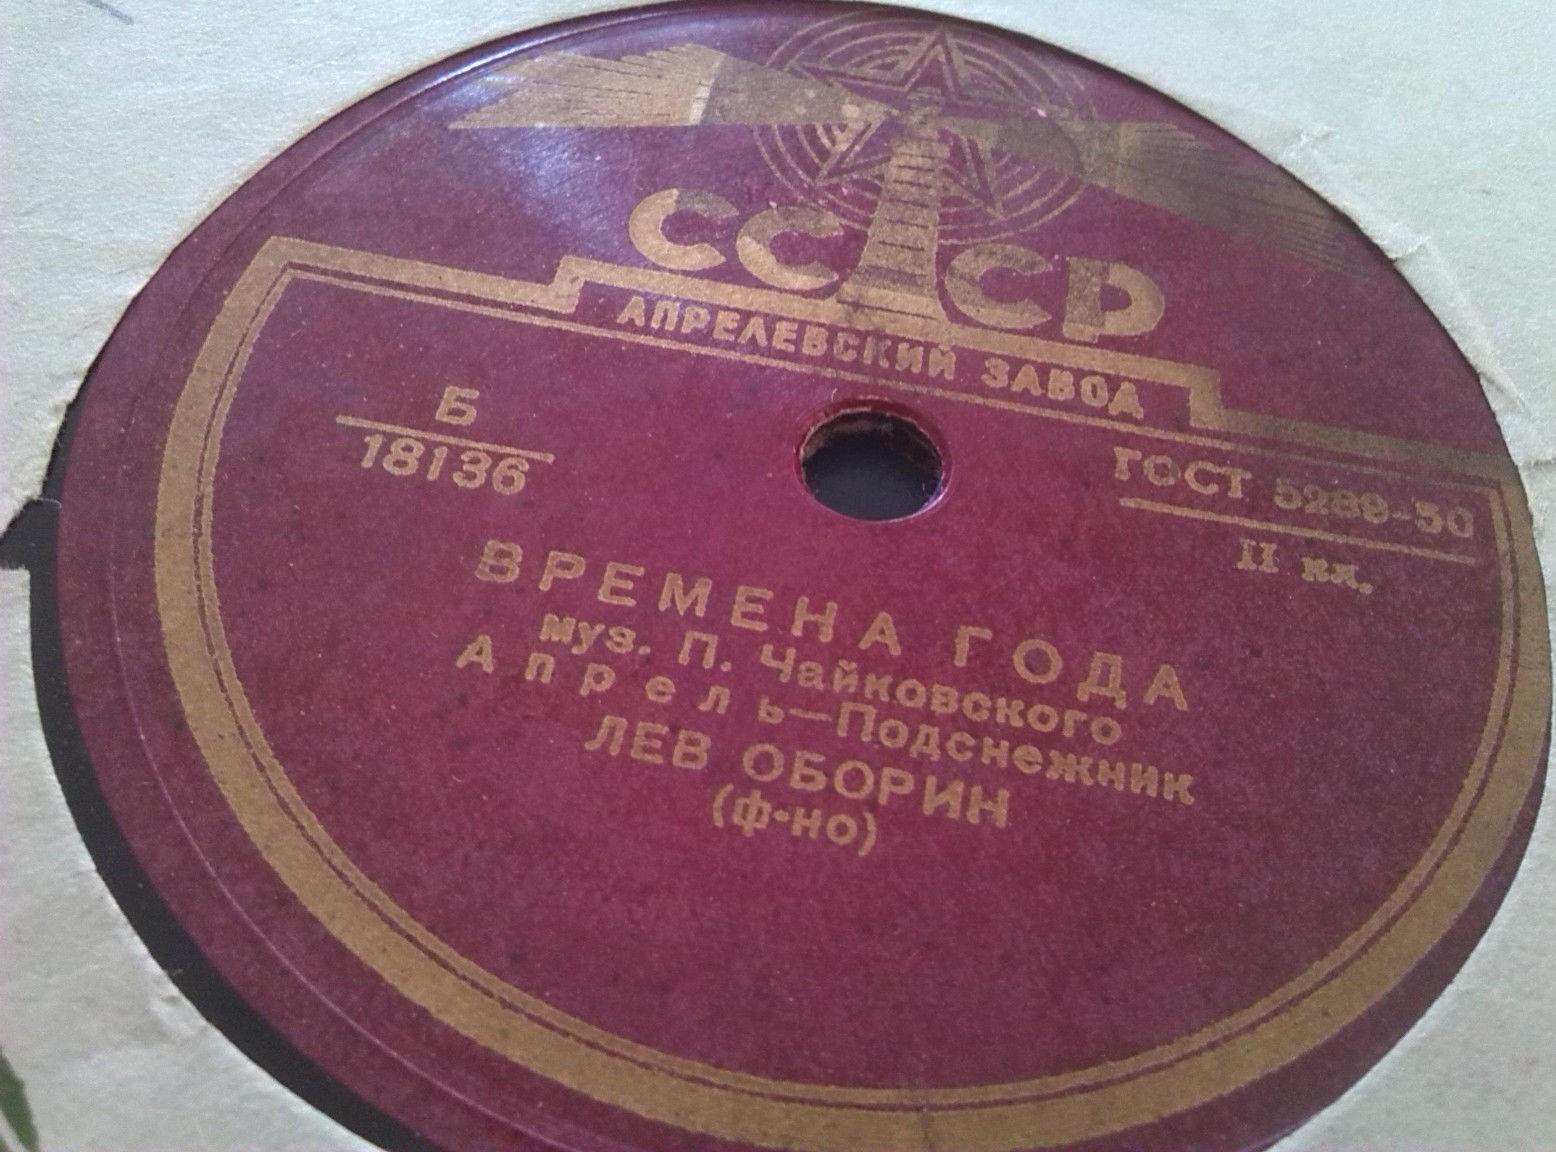 СССР
АПРЕЛЕВСКИЙ ЗАВОД
Б
18136
ГОСТ 5289-50
II кл.
ВРЕМЕНА ГОДА
муз. П. Чайковского
Апрель—Подснежник
ЛЕВ ОБОРИН
(ф-но)